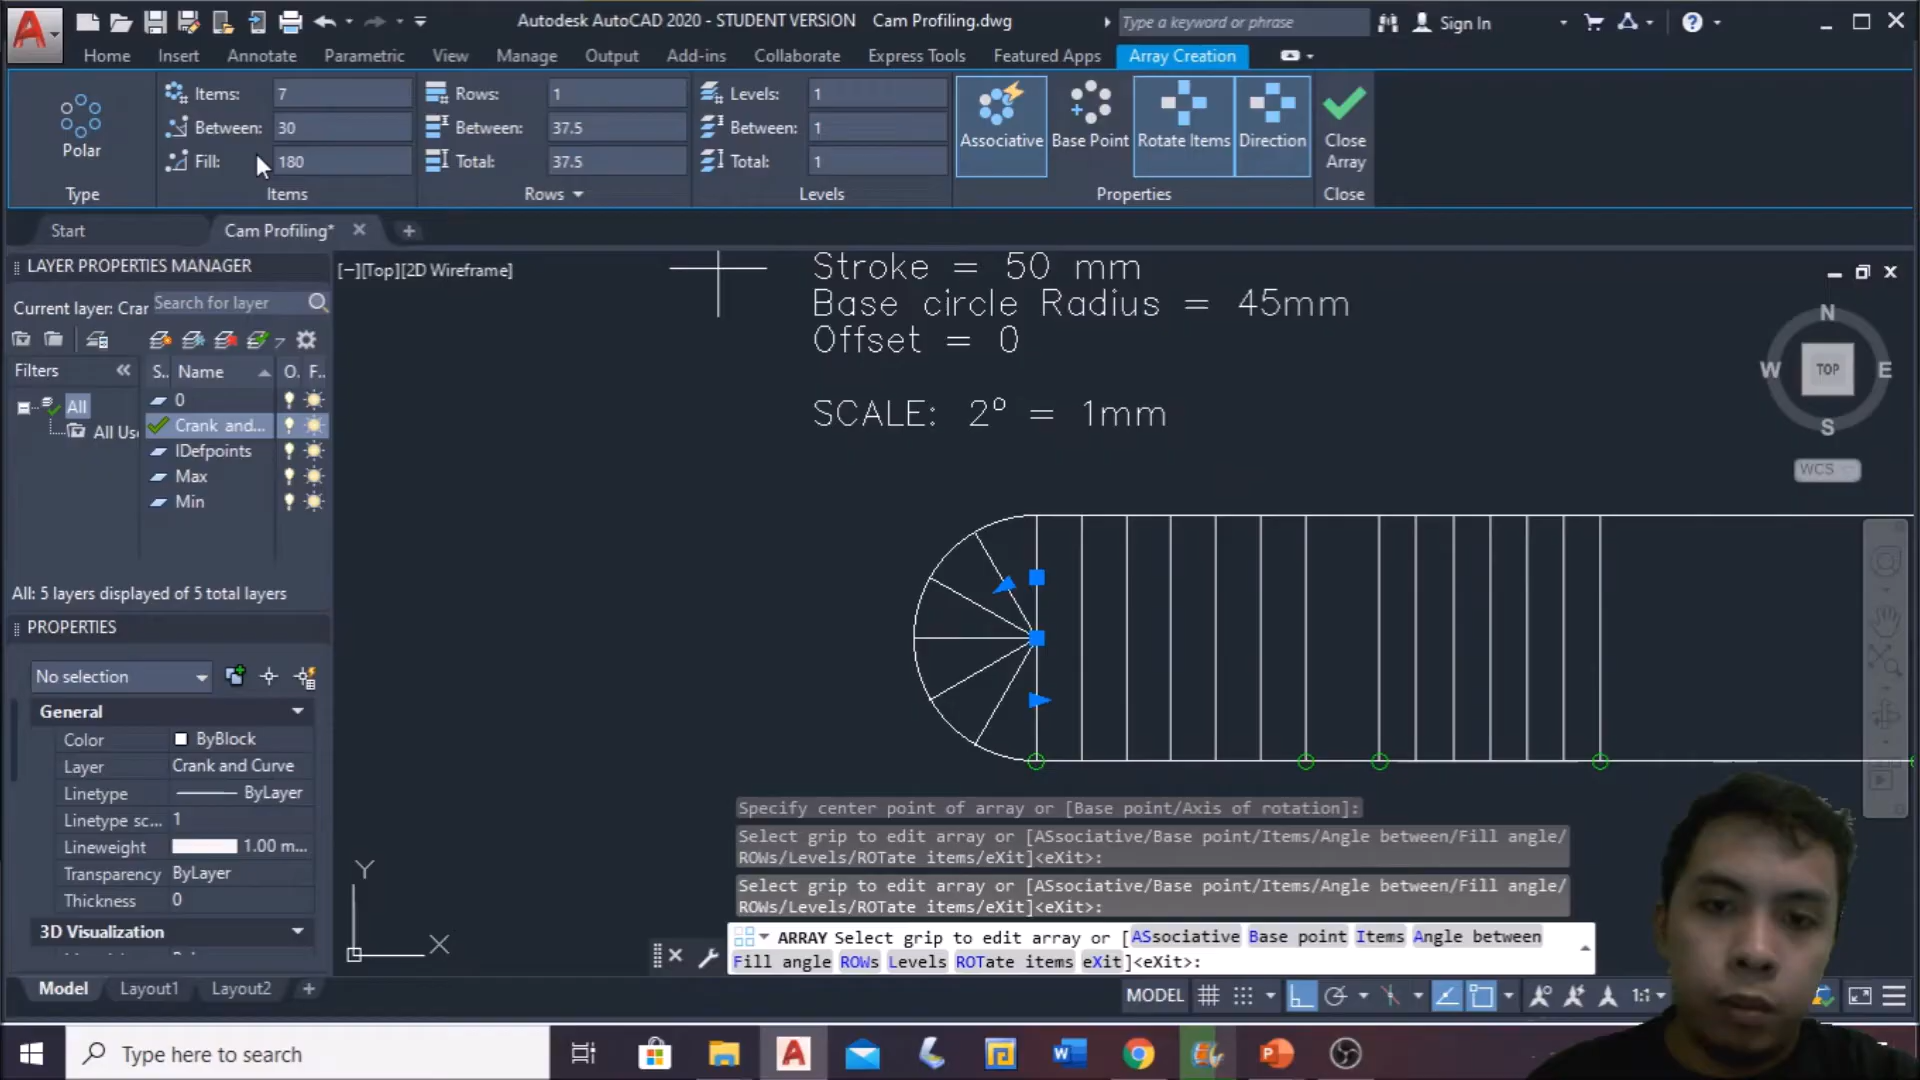 Autodesk AutoCAD 2020 - STUDENT VERSION Cam Profiling.dwg
Type a keyword or phrase
Sign In
Home Insert Annotate Parametric View Manage Output Add-ins Collaborate Express Tools Featured Apps Array Creation
Items: 7 Rows: 1 Levels: 1
Between: 30 Between: 37.5 Between: 1
Fill: 180 Total: 37.5 Total: 1
Polar
Associative Base Point Rotate Items Direction Close Array
Type Items Rows Levels Properties Close
Start Cam Profiling*
LAYER PROPERTIES MANAGER
[−][Top][2D Wireframe]
Current layer: Crar Search for layer
Filters
All
All Us
S.. Name O. F..
0
Crank and...
!Defpoints
Max
Min
All: 5 layers displayed of 5 total layers
PROPERTIES
No selection
General
Color ByBlock
Layer Crank and Curve
Linetype ByLayer
Linetype sc... 1
Lineweight 1.00 m...
Transparency ByLayer
Thickness 0
3D Visualization
Stroke = 50 mm
Base circle Radius = 45mm
Offset = 0
SCALE: 2º = 1mm
N
W TOP E
S
WCS
Y
X
Specify center point of array or [Base point/Axis of rotation]:
Select grip to edit array or [ASsociative/Base point/Items/Angle between/Fill angle/
ROWs/Levels/ROTate items/eXit]<eXit>:
Select grip to edit array or [ASsociative/Base point/Items/Angle between/Fill angle/
ROWs/Levels/ROTate items/eXit]<eXit>:
ARRAY Select grip to edit array or [ASsociative Base point Items Angle between
Fill angle ROWs Levels ROTate items eXit]<eXit>:
Model Layout1 Layout2
MODEL 1:1
Type here to search